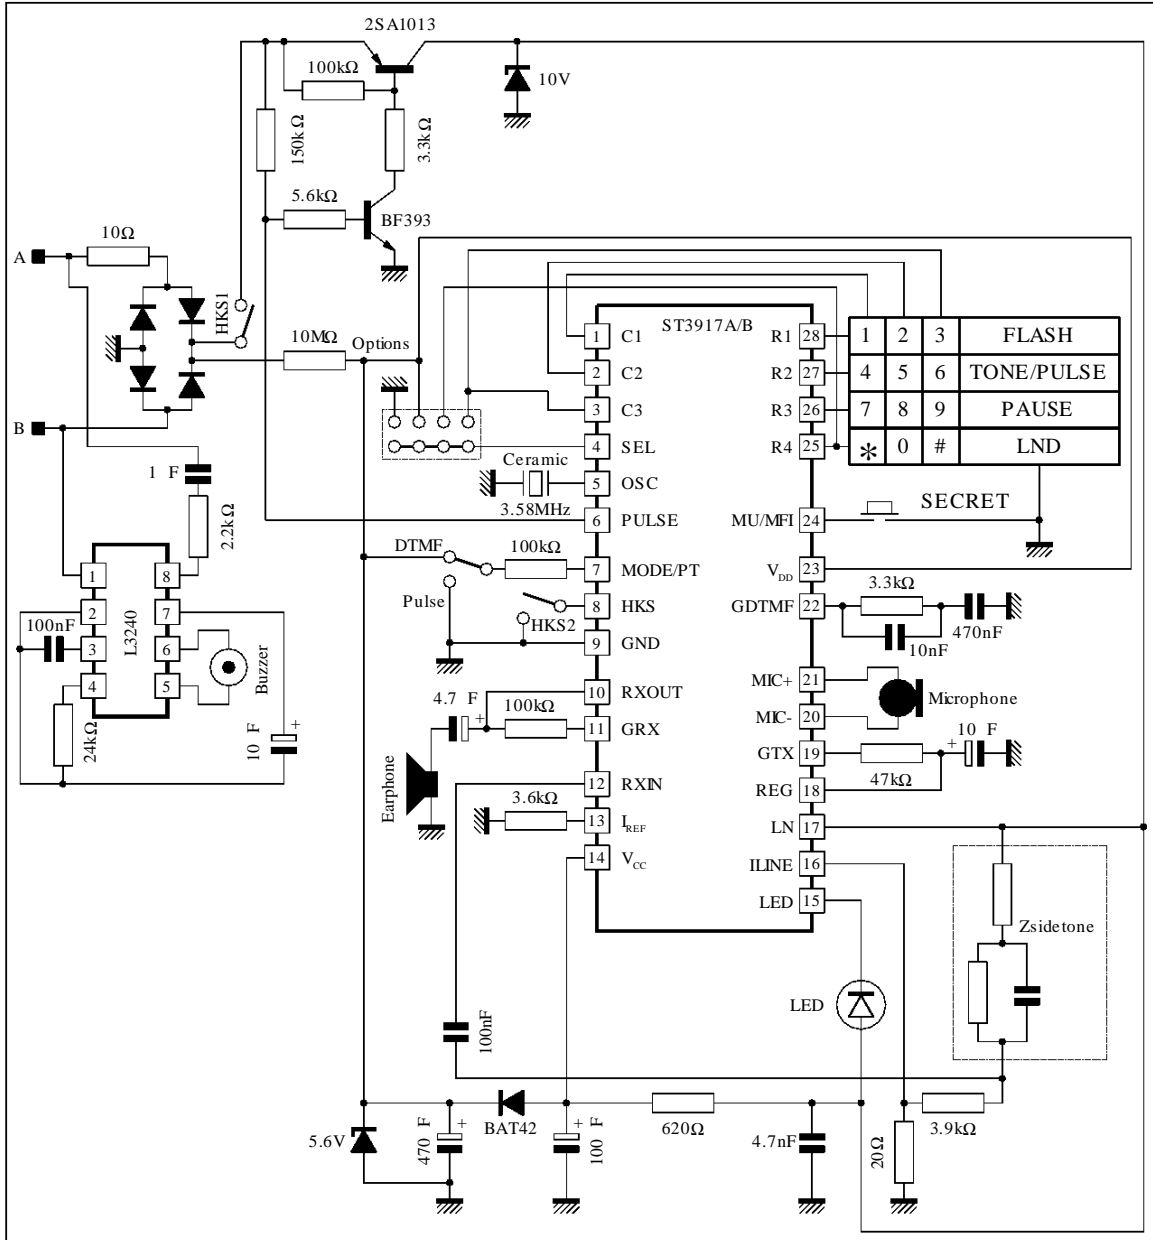 2SA1013
100kΩ
10V
150kΩ
3.3kΩ
5.6kΩ
BF393
A
10Ω
HKS1
10MΩ
Options
B
ST3917A/B
1 C1
2 C2
3 C3
4 SEL
5 OSC
6 PULSE
7 MODE/PT
8 HKS
9 GND
10 RXOUT
11 GRX
12 RXIN
13 IREF
14 VCC
R1 28
R2 27
R3 26
R4 25
MU/MFI 24
VDD 23
GDTMF 22
MIC+ 21
MIC- 20
GTX 19
REG 18
LN 17
ILINE 16
LED 15
1 2 3 FLASH
4 5 6 TONE/PULSE
7 8 9 PAUSE
* 0 # LND
SECRET
Ceramic
3.58MHz
1 F
2.2kΩ
DTMF
100kΩ
Pulse
HKS2
L3240
1 8
2 7
3 6
4 5
100nF
Buzzer
24kΩ
10 F
+
3.3kΩ
10nF
470nF
Microphone
4.7 F
+
100kΩ
Earphone
3.6kΩ
47kΩ
+
10 F
Zsidetone
LED
100nF
5.6V
470 F
+
BAT42
100 F
+
620Ω
4.7nF
20Ω
3.9kΩ